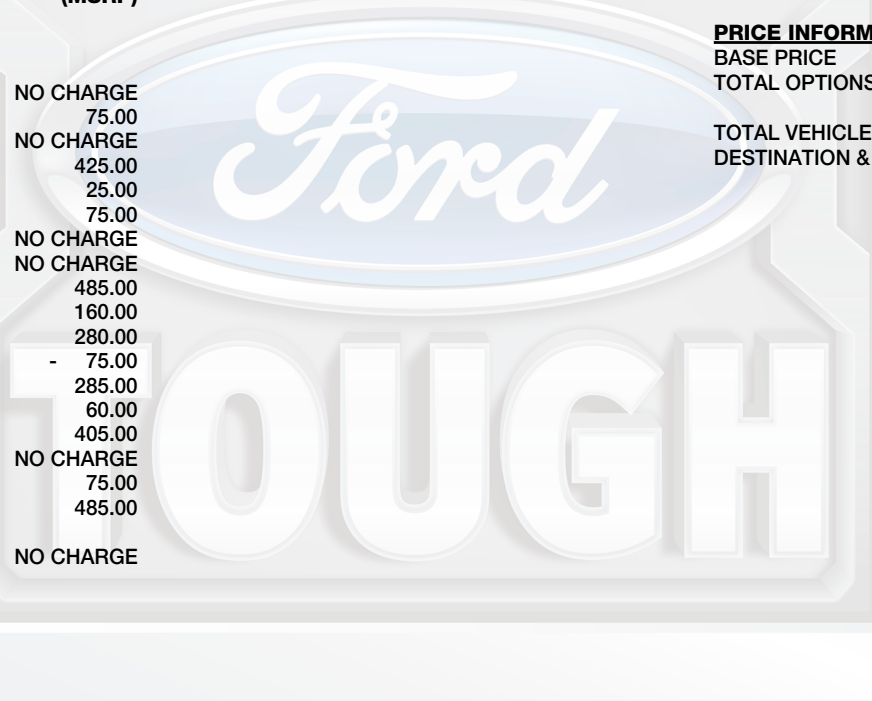 (MSRP)
NO CHARGE
75.00
NO CHARGE
425.00
25.00
75.00
NO CHARGE
NO CHARGE
485.00
160.00
280.00
- 75.00
285.00
60.00
405.00
NO CHARGE
75.00
485.00
NO CHARGE
PRICE INFORM
BASE PRICE
TOTAL OPTIONS
TOTAL VEHICLE
DESTINATION &
Ford
TOUGH